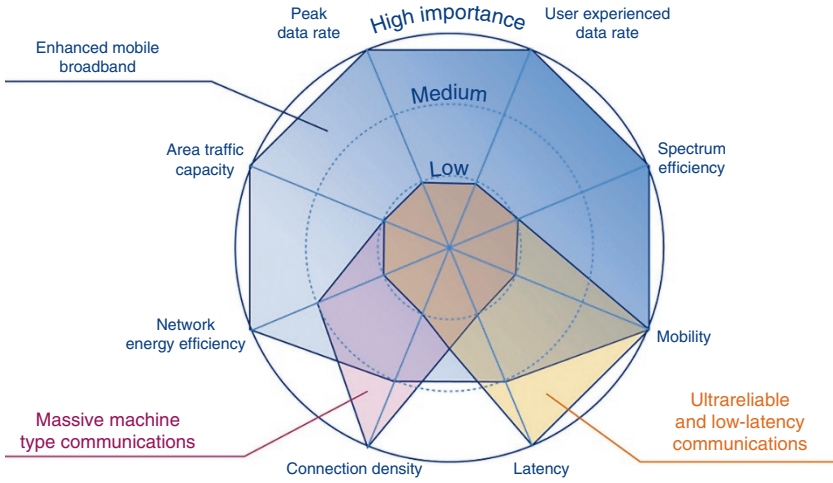 Peak
data rate
High importance
User experienced
data rate
Enhanced mobile
broadband
Medium
Area traffic
capacity
Low
Spectrum
efficiency
Network
energy efficiency
Mobility
Massive machine
type communications
Ultrareliable
and low-latency
communications
Connection density
Latency